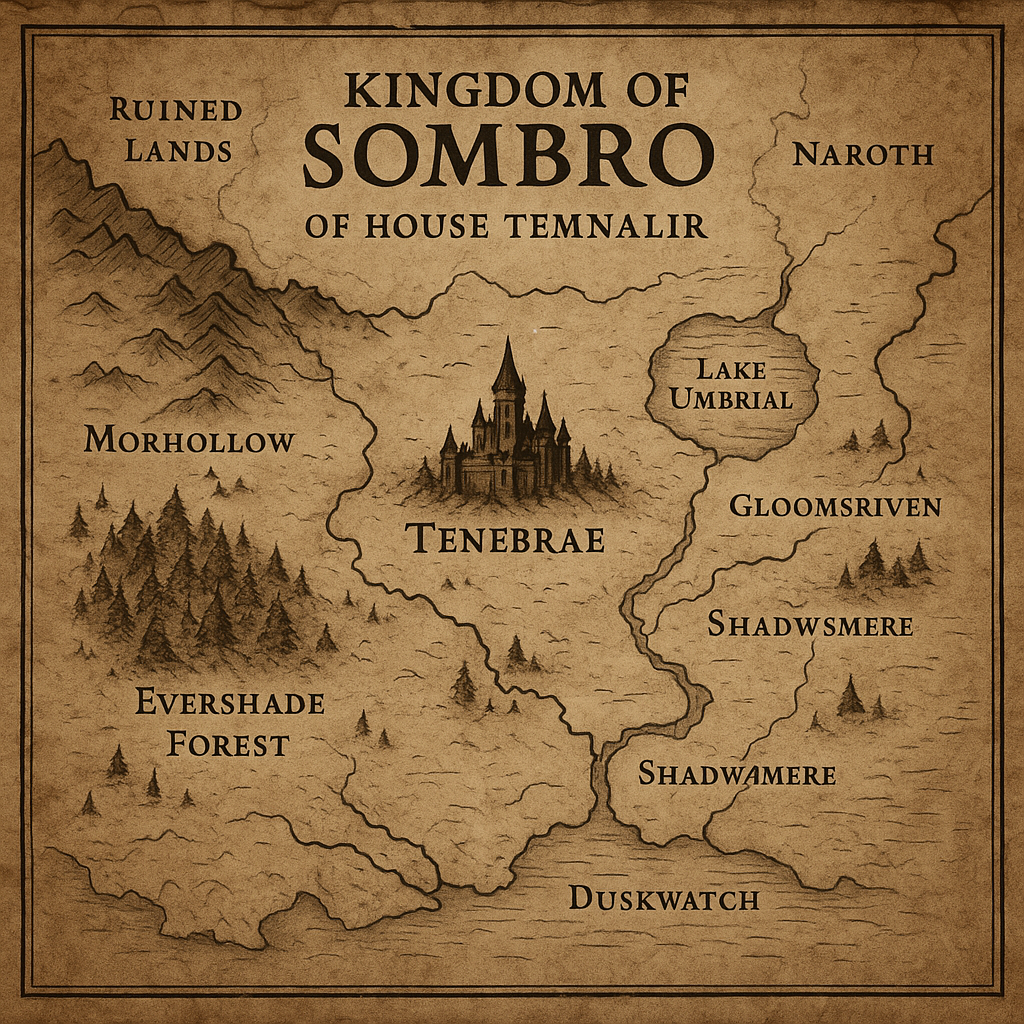 KINGDOM OF
SOMBRO
OF HOUSE TEMNALIR
RUINED
LANDS
NAROTH
LAKE
UMBRIAL
MORHOLLOW
GLOOMSRIVEN
TENEBRAE
SHADWSMERE
EVERSHADE
FOREST
SHADWAMERE
DUSKWATCH